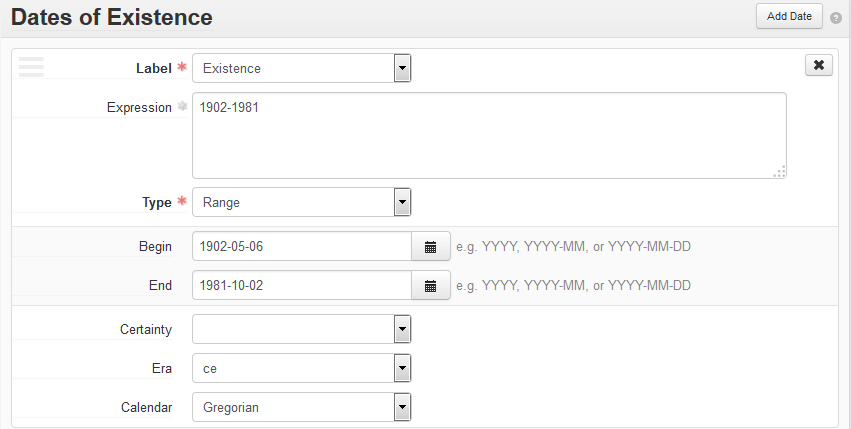 Dates of Existence Add Date ?
Label * Existence
Expression * 1902-1981
Type * Range
Begin 1902-05-06 e.g. YYYY, YYYY-MM, or YYYY-MM-DD
End 1981-10-02 e.g. YYYY, YYYY-MM, or YYYY-MM-DD
Certainty
Era ce
Calendar Gregorian